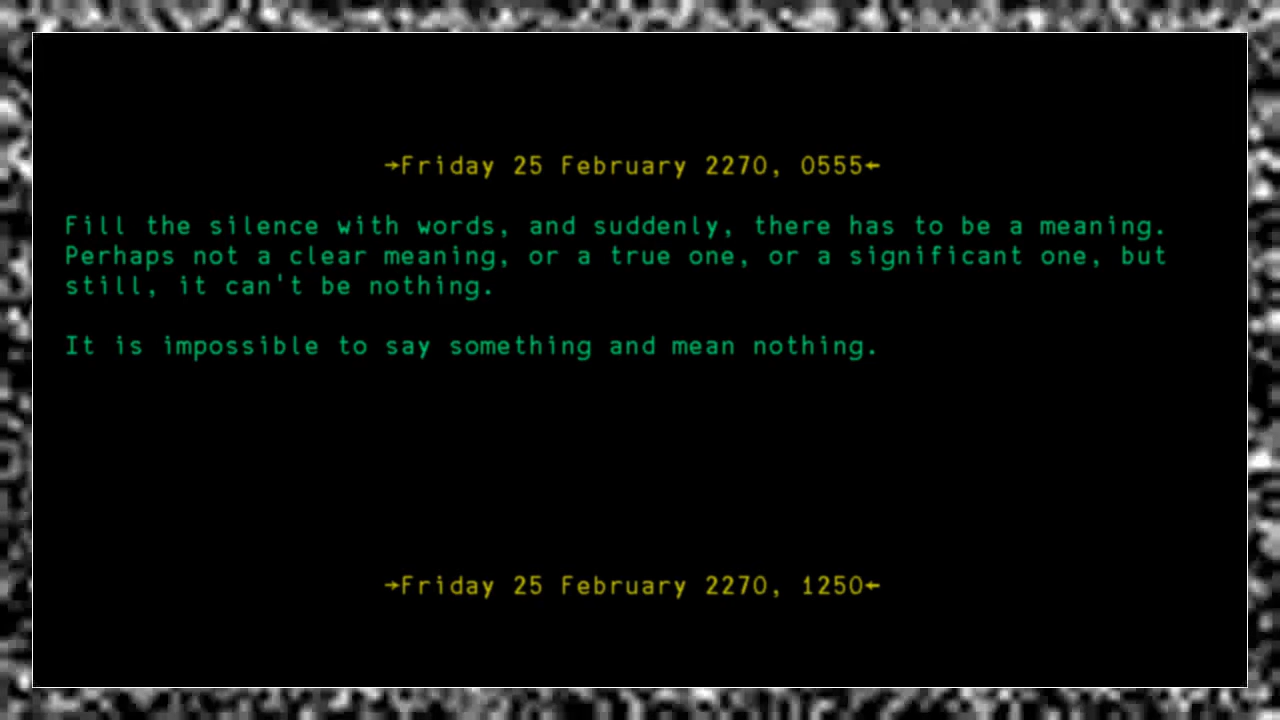 →Friday 25 February 2270, 0555←
Fill the silence with words, and suddenly, there has to be a meaning.
Perhaps not a clear meaning, or a true one, or a significant one, but
still, it can't be nothing.
It is impossible to say something and mean nothing.
→Friday 25 February 2270, 1250←